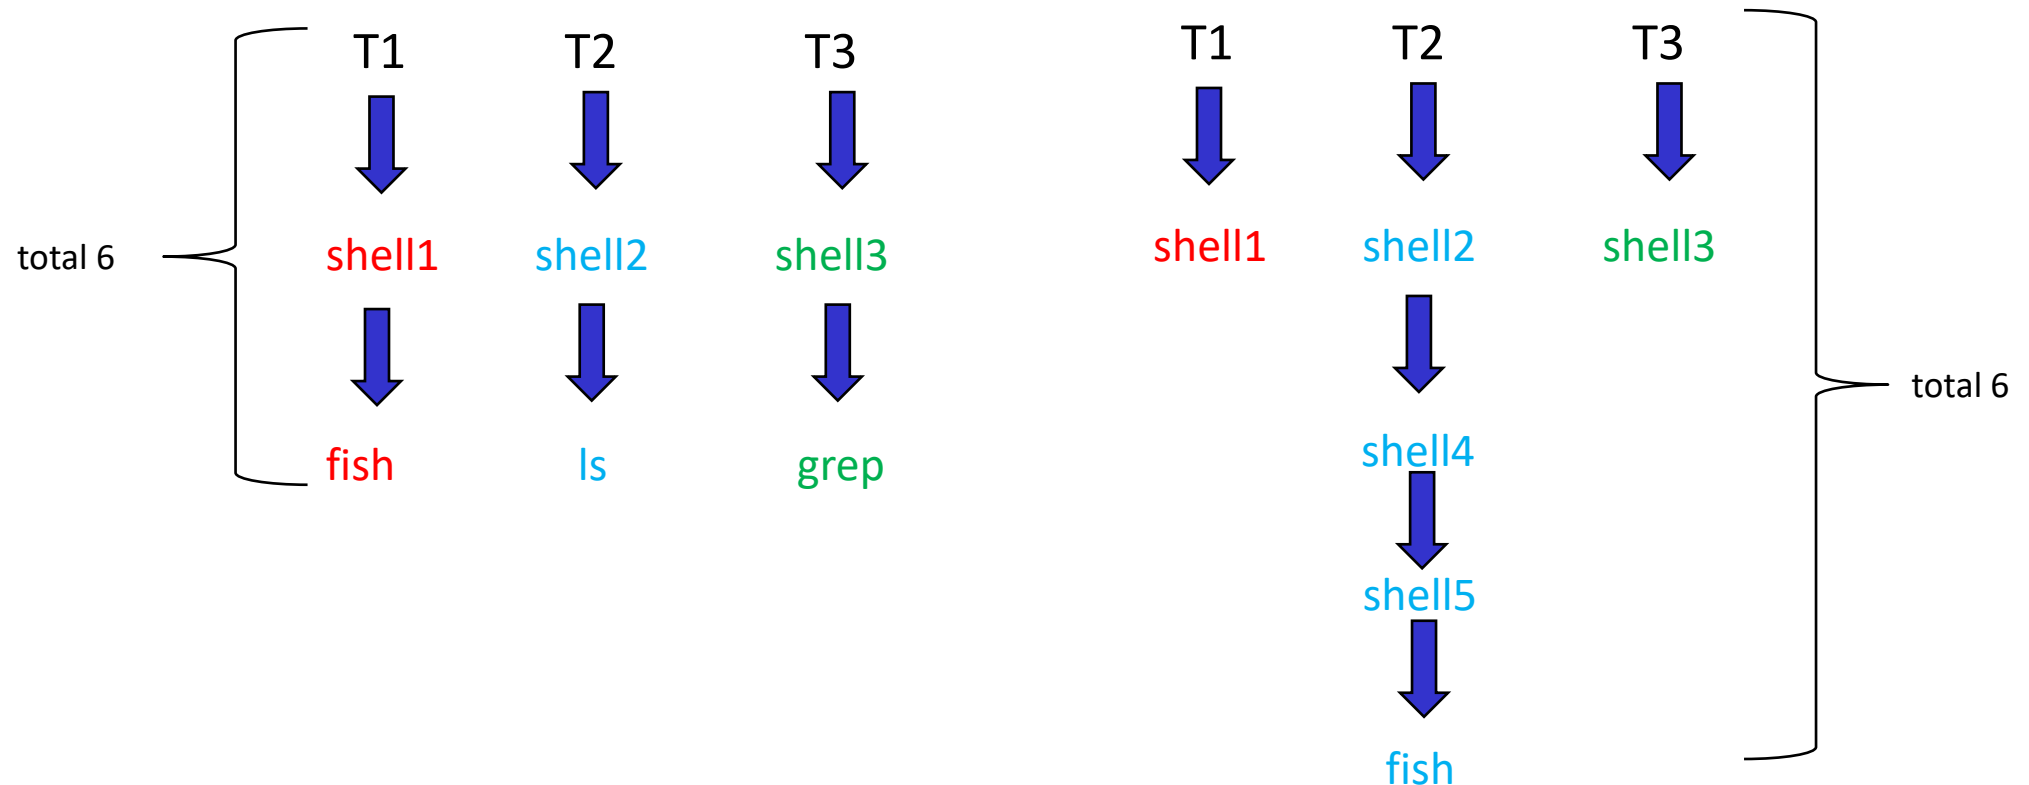 T1 T2 T3
total 6
shell1 shell2 shell3
fish ls grep
T1 T2 T3
shell1 shell2 shell3
total 6
shell4
shell5
fish